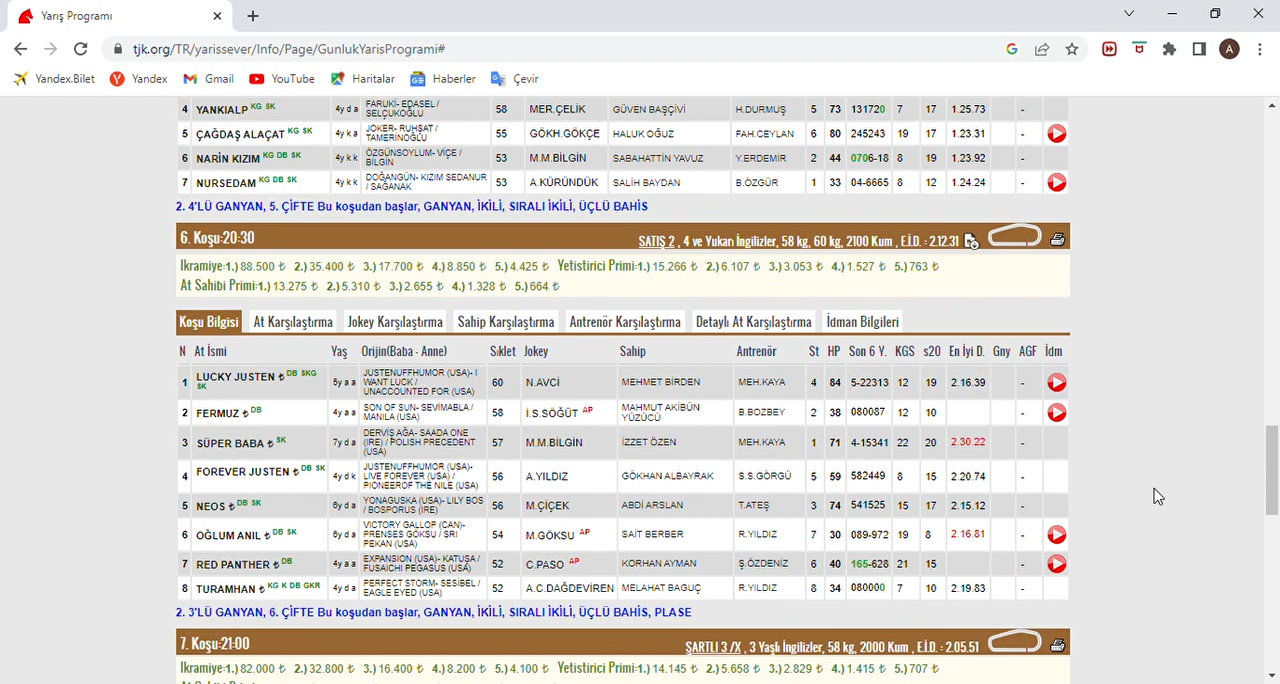 Yarış Programı
tjk.org/TR/yarissever/Info/Page/GunlukYarisProgrami#
A
Yandex.Bilet Yandex Gmail YouTube Haritalar Haberler Çevir
4 YANKIALP KG SK 4y d a FARUKİ- EDASEL / SELÇUKOĞLU 58 MER.ÇELİK GÜVEN BAŞÇİVİ H.DURMUŞ 5 73 131720 7 17 1.25.73 -
5 ÇAĞDAŞ ALAÇAT KG SK 4y k a JOKER- RUHŞAT / TAMERİNOĞLU 55 GÖKH.GÖKÇE HALUK OĞUZ FAH.CEYLAN 6 80 245243 19 17 1.23.31 -
6 NARİN KIZIM KG DB SK 4y k k ÖZGÜNSOYLUM- VİÇE / BİLGİN 53 M.M.BİLGİN SABAHATTİN YAVUZ Y.ERDEMİR 2 44 0706-18 8 19 1.23.92 -
7 NURSEDAM KG DB SK 4y k k DOĞANGÜN- KIZIM SEDANUR / SAĞANAK 53 A.KÜRÜNDÜK SALİH BAYDAN B.ÖZGÜR 1 33 04-6665 8 12 1.24.24 -
2. 4'LÜ GANYAN, 5. ÇİFTE Bu koşudan başlar, GANYAN, İKİLİ, SIRALI İKİLİ, ÜÇLÜ BAHİS
6. Koşu:20:30 SATIŞ 2 , 4 ve Yukarı İngilizler, 58 kg, 60 kg, 2100 Kum , E.İ.D. : 2.12.31
Ikramiye:1.) 88.500 ₺ 2.) 35.400 ₺ 3.) 17.700 ₺ 4.) 8.850 ₺ 5.) 4.425 ₺ Yetistirici Primi:1.) 15.266 ₺ 2.) 6.107 ₺ 3.) 3.053 ₺ 4.) 1.527 ₺ 5.) 763 ₺
At Sahibi Primi:1.) 13.275 ₺ 2.) 5.310 ₺ 3.) 2.655 ₺ 4.) 1.328 ₺ 5.) 664 ₺
Koşu Bilgisi At Karşılaştırma Jokey Karşılaştırma Sahip Karşılaştırma Antrenör Karşılaştırma Detaylı At Karşılaştırma İdman Bilgileri
N At İsmi Yaş Orijin(Baba - Anne) Sıklet Jokey Sahip Antrenör St HP Son 6 Y. KGS s20 En İyi D. Gny AGF İdm
1 LUCKY JUSTEN ₺ DB SKG SK 5y a a JUSTENUFFHUMOR (USA)- I WANT LUCK / UNACCOUNTED FOR (USA) 60 N.AVCİ MEHMET BİRDEN MEH.KAYA 4 84 5-22313 12 19 2.16.39 -
2 FERMUZ ₺ DB 4y a a SON OF SUN- SEVIMABLA / MANILA (USA) 58 İ.S.SÖĞÜT AP MAHMUT AKİBÜN YÜZÜCÜ B.BOZBEY 2 38 080087 12 10 -
3 SÜPER BABA ₺ SK 7y d a DERVİŞ AĞA- SAADA ONE (IRE) / POLISH PRECEDENT (USA) 57 M.M.BİLGİN İZZET ÖZEN MEH.KAYA 1 71 4-15341 22 20 2.30.22 -
4 FOREVER JUSTEN ₺ DB SK 4y d k JUSTENUFFHUMOR (USA)- LIVE FOREVER (USA) / PIONEEROF THE NILE (USA) 56 A.YILDIZ GÖKHAN ALBAYRAK S.S.GÖRGÜ 5 59 582449 8 15 2.20.74 -
5 NEOS ₺ DB SK 6y d a YONAGUSKA (USA)- LILY BOS / BOSPORUS (IRE) 56 M.ÇİÇEK ABDİ ARSLAN T.ATEŞ 3 74 541525 15 17 2.15.12 -
6 OĞLUM ANIL ₺ DB SK 6y d a VICTORY GALLOP (CAN)- PRENSES GÖKSU / SRI PEKAN (USA) 54 M.GÖKSU AP SAİT BERBER R.YILDIZ 7 30 089-972 19 8 2.16.81 -
7 RED PANTHER ₺ DB 4y a a EXPANSION (USA)- KATUŞA / FUSAICHI PEGASUS (USA) 52 C.PASO AP KORHAN AYMAN Ş.ÖZDENİZ 6 40 165-628 21 15 -
8 TURAMHAN ₺ KG K DB GKR 4y d a PERFECT STORM- SESİBEL / EAGLE EYED (USA) 52 A.C.DAĞDEVİREN MELAHAT BAGUÇ R.YILDIZ 8 34 080000 7 10 2.19.83 -
2. 3'LÜ GANYAN, 6. ÇİFTE Bu koşudan başlar, GANYAN, İKİLİ, SIRALI İKİLİ, ÜÇLÜ BAHİS, PLASE
7. Koşu:21:00 ŞARTLI 3 /X , 3 Yaşlı İngilizler, 58 kg, 2000 Kum , E.İ.D. : 2.05.51
Ikramiye:1.) 82.000 ₺ 2.) 32.800 ₺ 3.) 16.400 ₺ 4.) 8.200 ₺ 5.) 4.100 ₺ Yetistirici Primi:1.) 14.145 ₺ 2.) 5.658 ₺ 3.) 2.829 ₺ 4.) 1.415 ₺ 5.) 707 ₺